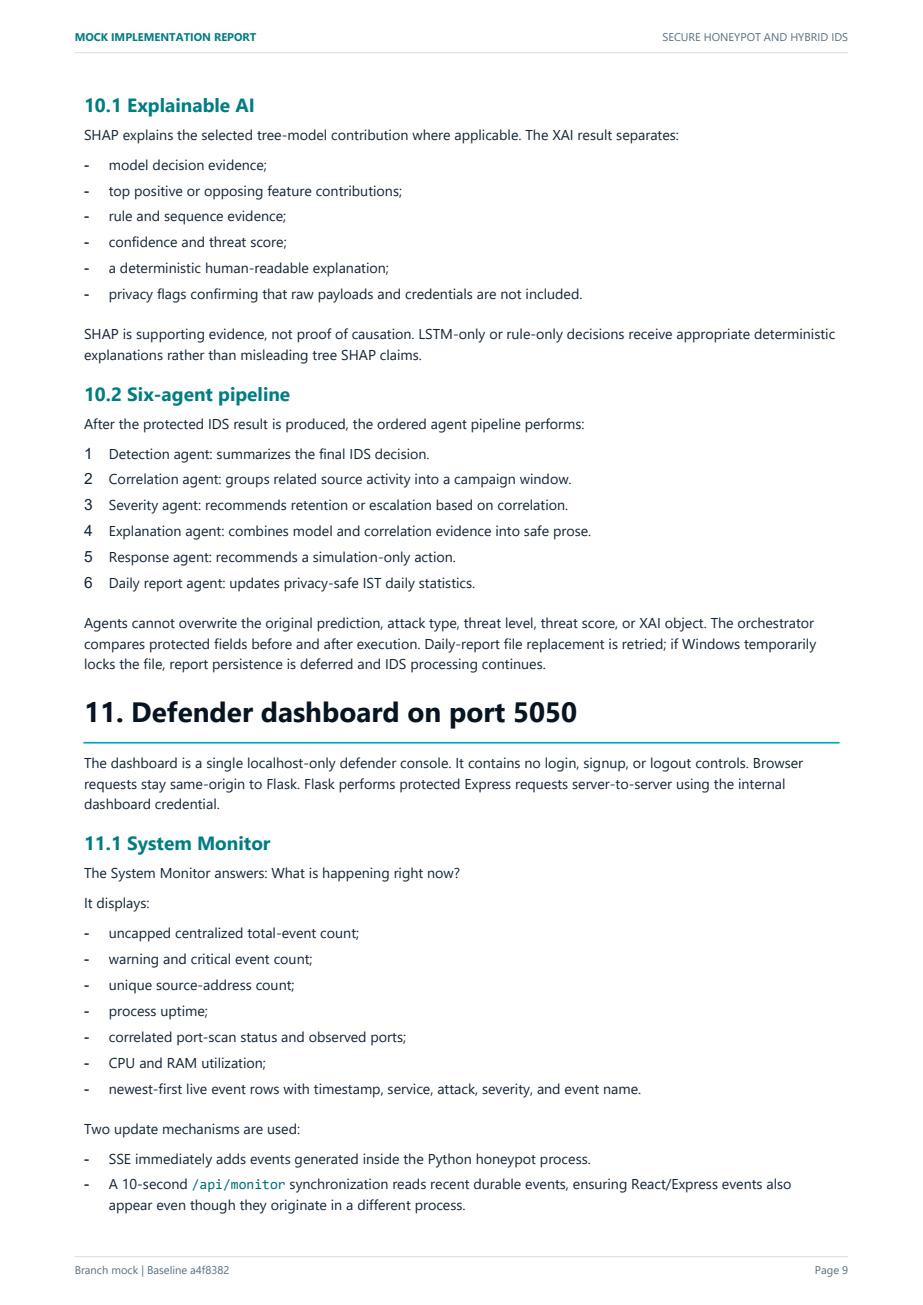 MOCK IMPLEMENTATION REPORT
SECURE HONEYPOT AND HYBRID IDS
10.1 Explainable AI
SHAP explains the selected tree-model contribution where applicable. The XAI result separates:
- model decision evidence;
- top positive or opposing feature contributions;
- rule and sequence evidence;
- confidence and threat score;
- a deterministic human-readable explanation;
- privacy flags confirming that raw payloads and credentials are not included.
SHAP is supporting evidence, not proof of causation. LSTM-only or rule-only decisions receive appropriate deterministic
explanations rather than misleading tree SHAP claims.
10.2 Six-agent pipeline
After the protected IDS result is produced, the ordered agent pipeline performs:
1 Detection agent: summarizes the final IDS decision.
2 Correlation agent: groups related source activity into a campaign window.
3 Severity agent: recommends retention or escalation based on correlation.
4 Explanation agent: combines model and correlation evidence into safe prose.
5 Response agent: recommends a simulation-only action.
6 Daily report agent: updates privacy-safe IST daily statistics.
Agents cannot overwrite the original prediction, attack type, threat level, threat score, or XAI object. The orchestrator
compares protected fields before and after execution. Daily-report file replacement is retried; if Windows temporarily
locks the file, report persistence is deferred and IDS processing continues.
11. Defender dashboard on port 5050
The dashboard is a single localhost-only defender console. It contains no login, signup, or logout controls. Browser
requests stay same-origin to Flask. Flask performs protected Express requests server-to-server using the internal
dashboard credential.
11.1 System Monitor
The System Monitor answers: What is happening right now?
It displays:
- uncapped centralized total-event count;
- warning and critical event count;
- unique source-address count;
- process uptime;
- correlated port-scan status and observed ports;
- CPU and RAM utilization;
- newest-first live event rows with timestamp, service, attack, severity, and event name.
Two update mechanisms are used:
- SSE immediately adds events generated inside the Python honeypot process.
- A 10-second /api/monitor synchronization reads recent durable events, ensuring React/Express events also
appear even though they originate in a different process.
Branch mock | Baseline a4f8382
Page 9